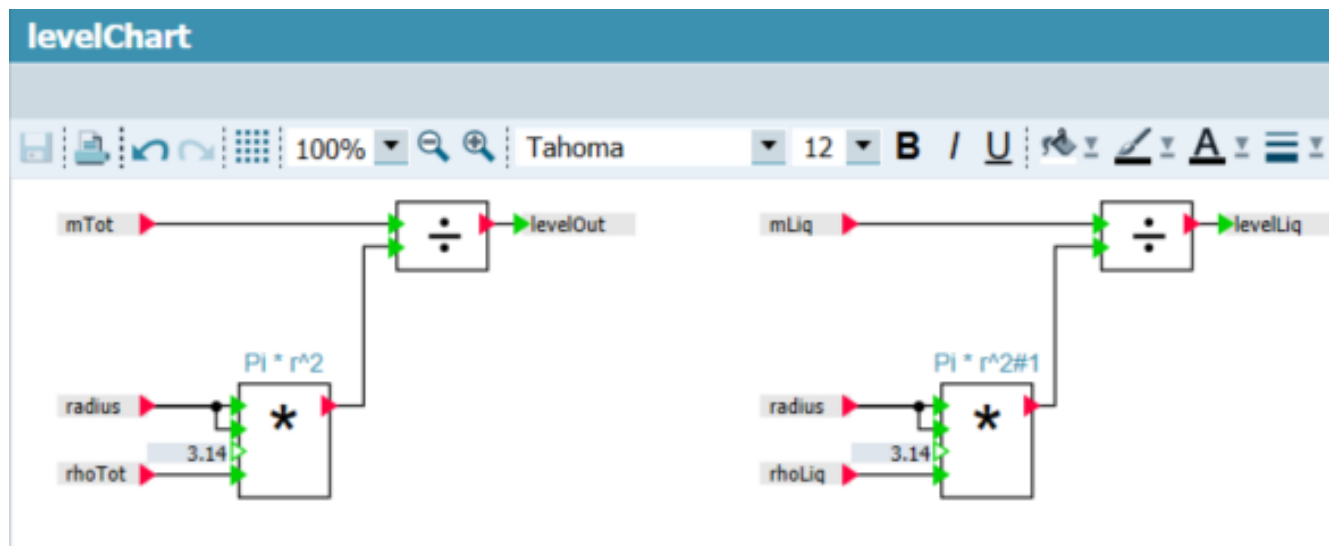 levelChart
100% Tahoma 12 B I U A
mTot levelOut mLiq levelLiq
÷ ÷
Pi * r^2 Pi * r^2#1
radius radius
* *
3.14 3.14
rhoTot rhoLiq